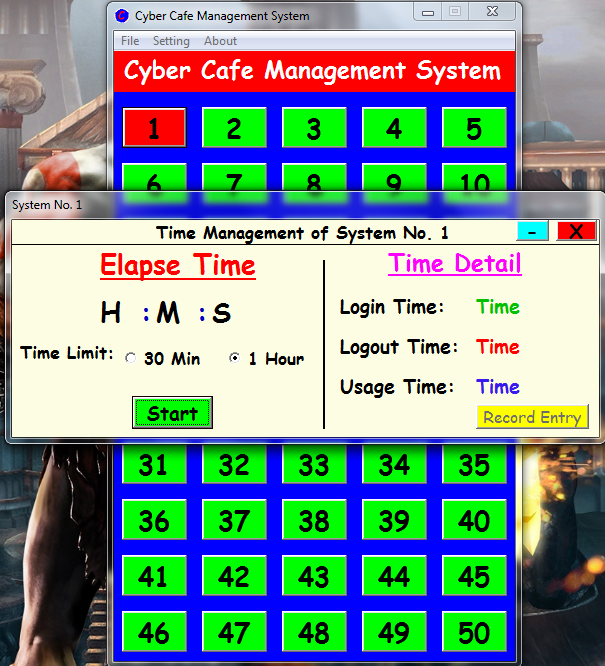 Cyber Cafe Management System
File Setting About
Cyber Cafe Management System
1 2 3 4 5
6 7 8 9 10
System No. 1
Time Management of System No. 1 - X
Elapse Time
H : M : S
Time Limit: 30 Min 1 Hour
Start
Time Detail
Login Time: Time
Logout Time: Time
Usage Time: Time
Record Entry
31 32 33 34 35
36 37 38 39 40
41 42 43 44 45
46 47 48 49 50